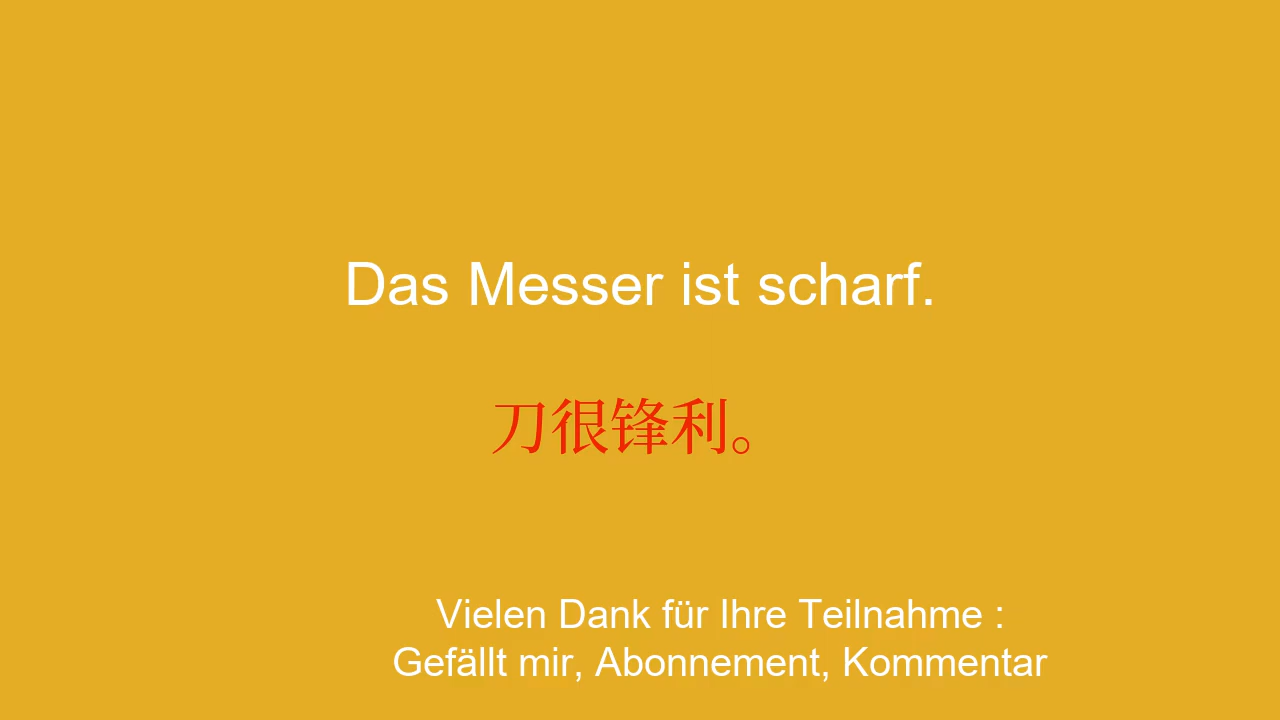 Das Messer ist scharf.
刀很锋利。
Vielen Dank für Ihre Teilnahme :
Gefällt mir, Abonnement, Kommentar